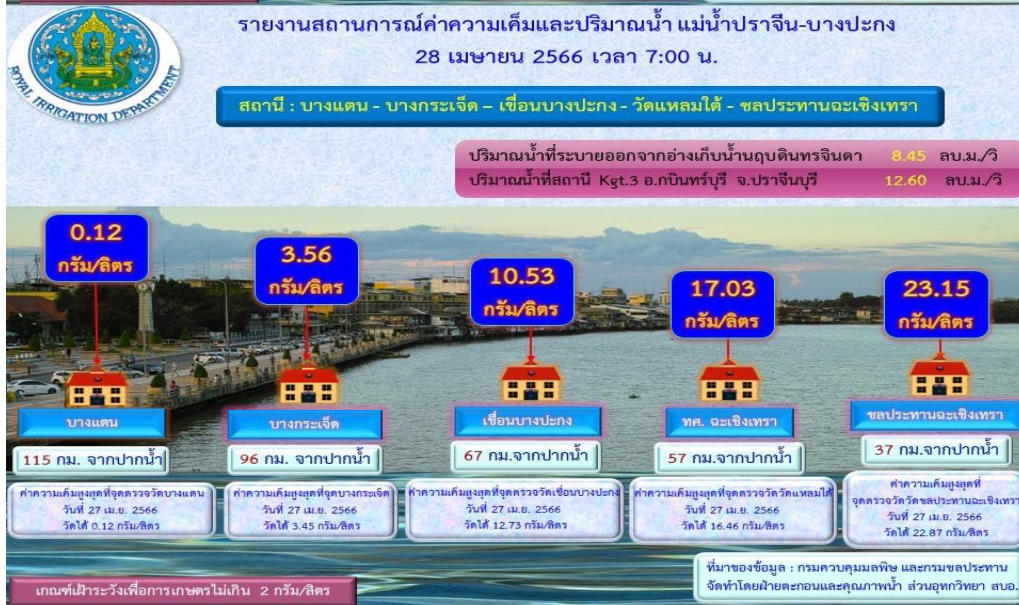 รายงานสถานการณ์ค่าความเค็มและปริมาณน้ำ แม่น้ำปราจีน-บางปะกง
28 เมษายน 2566 เวลา 7:00 น.
ROYAL IRRIGATION DEPARTMENT
สถานี : บางแตน - บางกระเจ็ด – เขื่อนบางปะกง - วัดแหลมใต้ - ชลประทานฉะเชิงเทรา
ปริมาณน้ำที่ระบายออกจากอ่างเก็บน้ำนฤบดินทรจินดา 8.45 ลบ.ม./วิ
ปริมาณน้ำที่สถานี Kgt.3 อ.กบินทร์บุรี จ.ปราจีนบุรี 12.60 ลบ.ม./วิ
0.12
กรัม/ลิตร
3.56
กรัม/ลิตร
10.53
กรัม/ลิตร
17.03
กรัม/ลิตร
23.15
กรัม/ลิตร
บางแตน
บางกระเจ็ด
เขื่อนบางปะกง
ทศ. ฉะเชิงเทรา
ชลประทานฉะเชิงเทรา
115 กม. จากปากน้ำ
96 กม. จากปากน้ำ
67 กม.จากปากน้ำ
57 กม.จากปากน้ำ
37 กม.จากปากน้ำ
ค่าความเค็มสูงสุดที่จุดตรวจวัดบางแตน
วันที่ 27 เม.ย. 2566
วัดได้ 0.12 กรัม/ลิตร
ค่าความเค็มสูงสุดที่จุดบางกระเจ็ด
วันที่ 27 เม.ย. 2566
วัดได้ 3.45 กรัม/ลิตร
ค่าความเค็มสูงสุดที่จุดตรวจวัดเขื่อนบางปะกง
วันที่ 27 เม.ย. 2566
วัดได้ 12.73 กรัม/ลิตร
ค่าความเค็มสูงสุดที่จุดตรวจวัดวัดแหลมใต้
วันที่ 27 เม.ย. 2566
วัดได้ 16.46 กรัม/ลิตร
ค่าความเค็มสูงสุดที่
จุดตรวจวัดวัดชลประทานฉะเชิงเทรา
วันที่ 27 เม.ย. 2566
วัดได้ 22.87 กรัม/ลิตร
เกณฑ์เฝ้าระวังเพื่อการเกษตรไม่เกิน 2 กรัม/ลิตร
ที่มาของข้อมูล : กรมควบคุมมลพิษ และกรมชลประทาน
จัดทำโดยฝ่ายตะกอนและคุณภาพน้ำ ส่วนอุทกวิทยา สบอ.